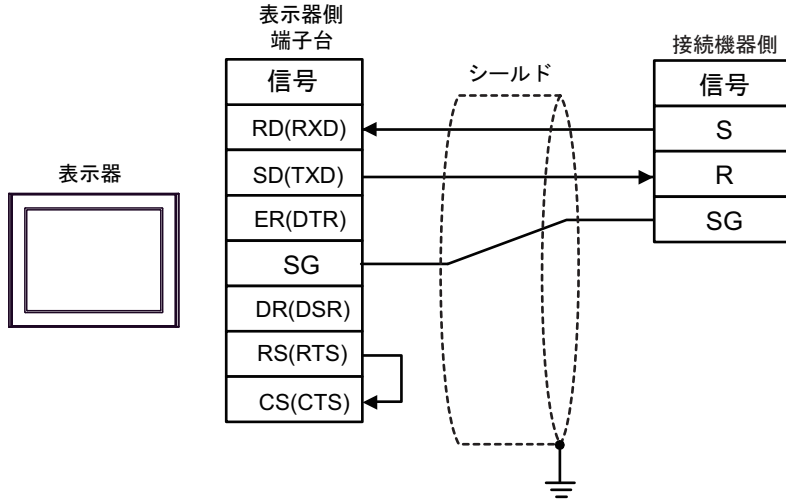 表示器
表示器側
端子台
信号
RD(RXD)
SD(TXD)
ER(DTR)
SG
DR(DSR)
RS(RTS)
CS(CTS)
シールド
接続機器側
信号
S
R
SG